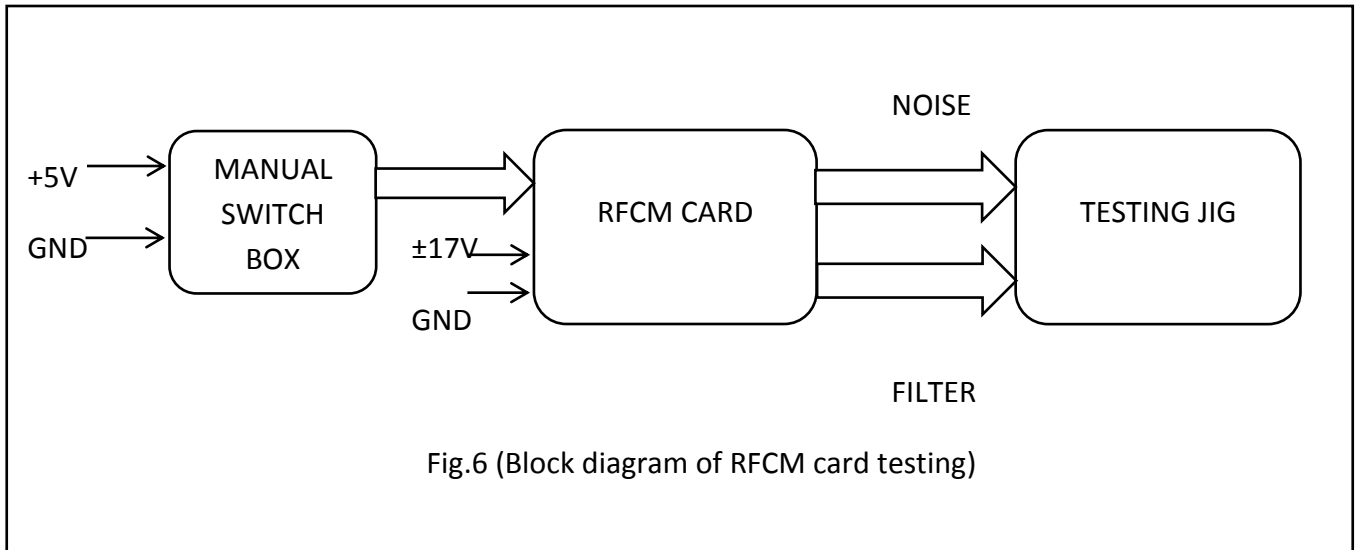 NOISE
+5V
GND
MANUAL
SWITCH
BOX
±17V
GND
RFCM CARD
TESTING JIG
FILTER
Fig.6 (Block diagram of RFCM card testing)